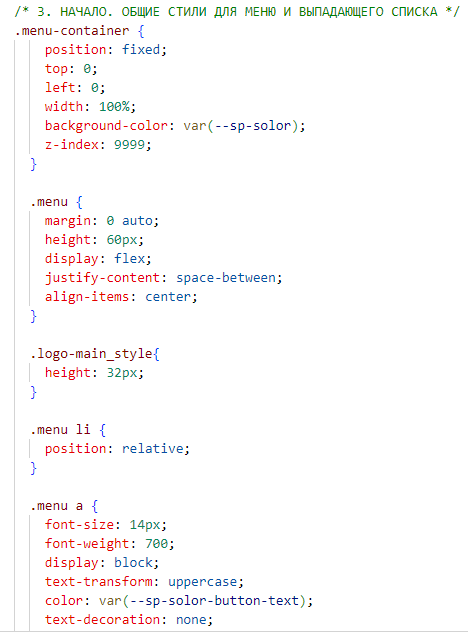 /* 3. НАЧАЛО. ОБЩИЕ СТИЛИ ДЛЯ МЕНЮ И ВЫПАДАЮЩЕГО СПИСКА */
.menu-container {
position: fixed;
top: 0;
left: 0;
width: 100%;
background-color: var(--sp-solor);
z-index: 9999;
}
.menu {
margin: 0 auto;
height: 60px;
display: flex;
justify-content: space-between;
align-items: center;
}
.logo-main_style{
height: 32px;
}
.menu li {
position: relative;
}
.menu a {
font-size: 14px;
font-weight: 700;
display: block;
text-transform: uppercase;
color: var(--sp-solor-button-text);
text-decoration: none;